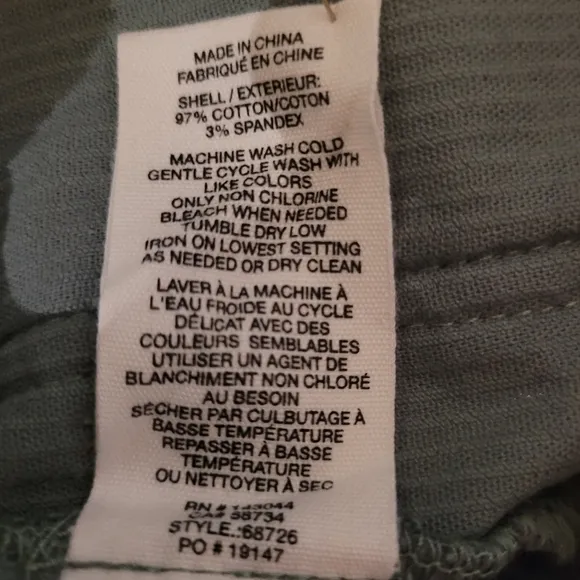 MADE IN CHINA
FABRIQUÉ EN CHINE
SHELL / EXTERIEUR:
97% COTTON/COTON
3% SPANDEX
MACHINE WASH COLD
GENTLE CYCLE WASH WITH
LIKE COLORS
ONLY NON CHLORINE
BLEACH WHEN NEEDED
TUMBLE DRY LOW
IRON ON LOWEST SETTING
AS NEEDED OR DRY CLEAN
LAVER À LA MACHINE À
L'EAU FROIDE AU CYCLE
DÉLICAT AVEC DES
COULEURS SEMBLABLES
UTILISER UN AGENT DE
BLANCHIMENT NON CHLORÉ
AU BESOIN
SÉCHER PAR CULBUTAGE À
BASSE TEMPÉRATURE
REPASSER À BASSE
TEMPÉRATURE
OU NETTOYER À SEC
RN #
CA# 58734
STYLE.:68726
PO # 19147